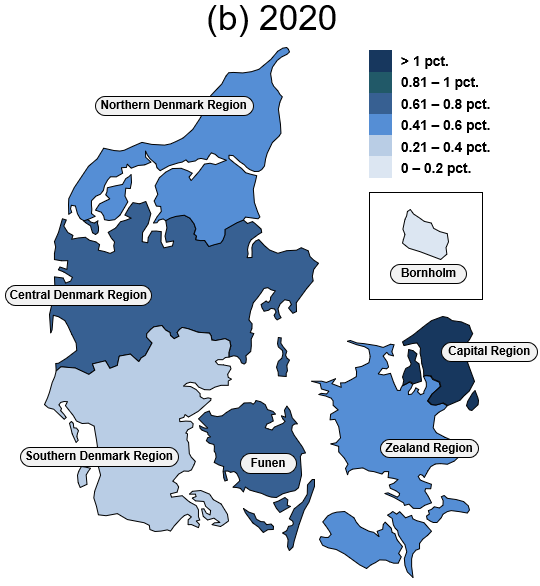 (b) 2020
> 1 pct.
0.81 – 1 pct.
0.61 – 0.8 pct.
0.41 – 0.6 pct.
0.21 – 0.4 pct.
0 – 0.2 pct.
Northern Denmark Region
Bornholm
Central Denmark Region
Capital Region
Zealand Region
Southern Denmark Region
Funen